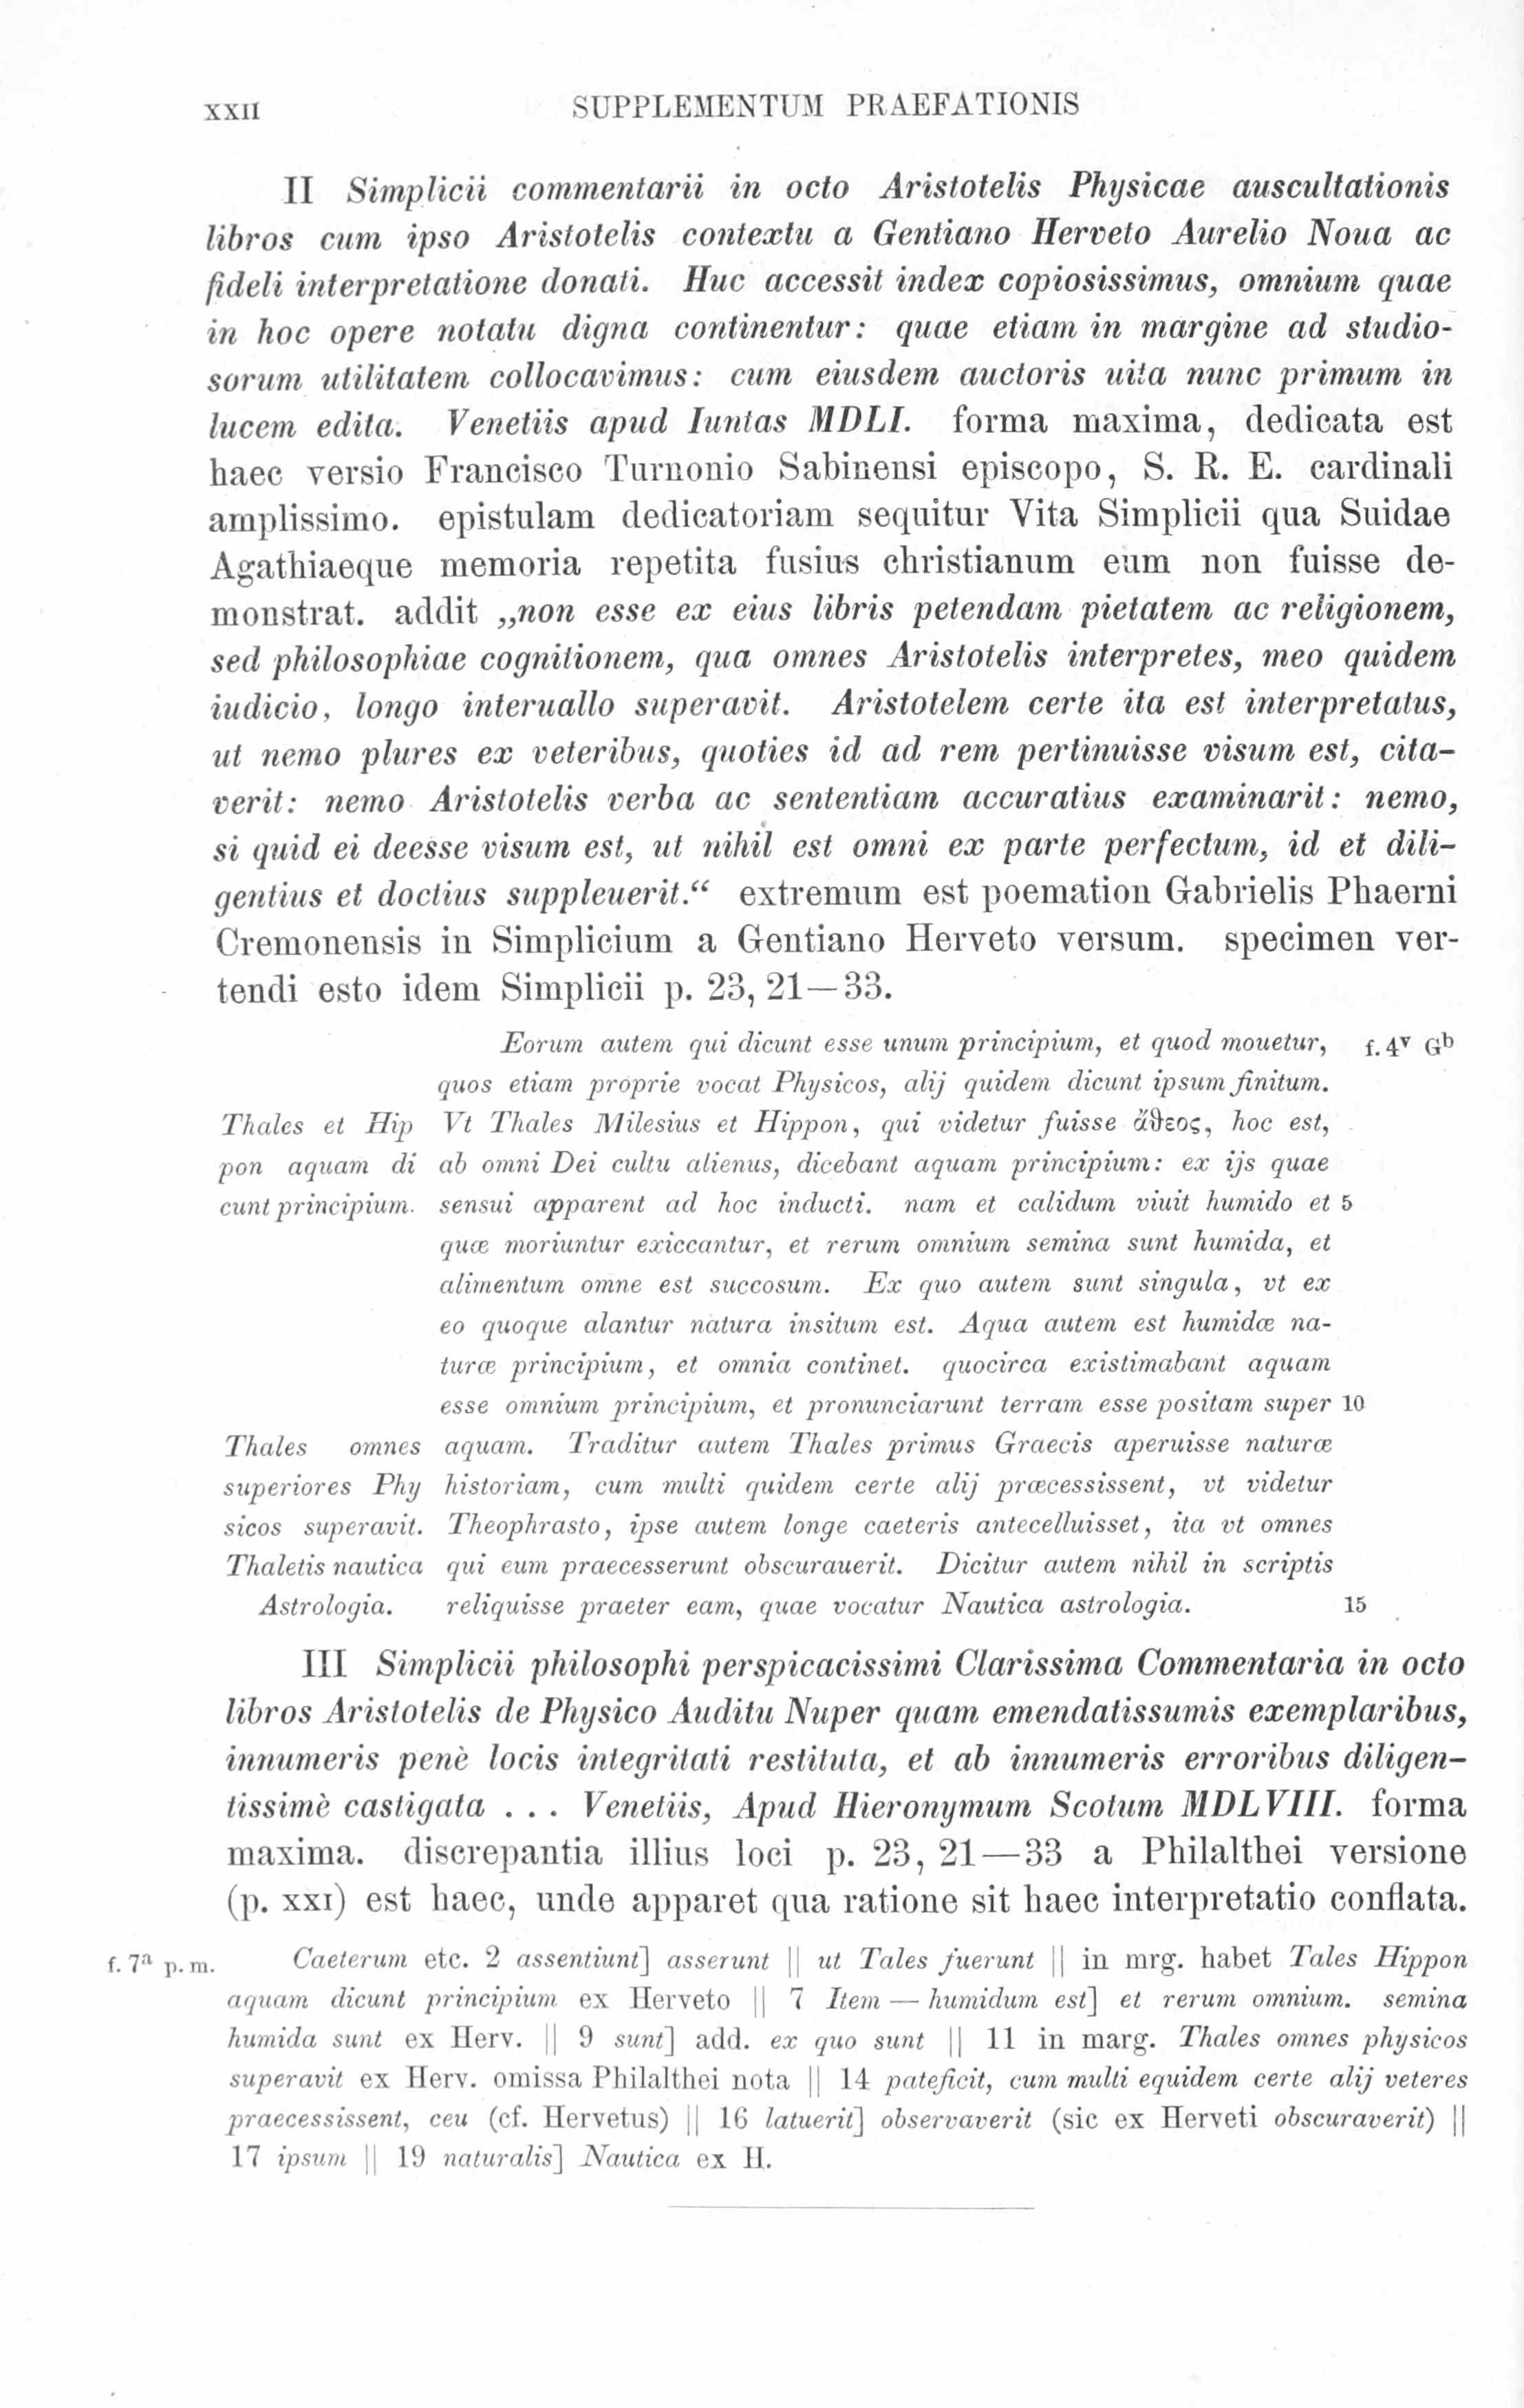 XXII SUPPLEMENTUM PRAEFATIONIS
II Simplicii commentarii in octo Aristotelis Physicae auscultationis
libros cum ipso Aristotelis contextu a Gentiano Herveto Aurelio Noua ac
fideli interpretatione donati. Huc accessit index copiosissimus, omnium quae
in hoc opere notatu digna continentur: quae etiam in margine ad studio-
sorum utilitatem collocavimus: cum eiusdem auctoris uita nunc primum in
lucem edita. Venetiis apud Iuntas MDLI. forma maxima, dedicata est
haec versio Francisco Turnonio Sabinensi episcopo, S. R. E. cardinali
amplissimo. epistulam dedicatoriam sequitur Vita Simplicii qua Suidae
Agathiaeque memoria repetita fusius christianum eum non fuisse de-
monstrat. addit „non esse ex eius libris petendam pietatem ac religionem,
sed philosophiae cognitionem, qua omnes Aristotelis interpretes, meo quidem
iudicio, longo interuallo superavit. Aristotelem certe ita est interpretatus,
ut nemo plures ex veteribus, quoties id ad rem pertinuisse visum est, cita-
verit: nemo Aristotelis verba ac sententiam accuratius examinarit: nemo,
si quid ei deesse visum est, ut nihil est omni ex parte perfectum, id et dili-
gentius et doctius suppleuerit.“ extremum est poemation Gabrielis Phaerni
Cremonensis in Simplicium a Gentiano Herveto versum. specimen ver-
tendi esto idem Simplicii p. 23, 21—33.
Eorum autem qui dicunt esse unum principium, et quod mouetur, f. 4v Gb
quos etiam proprie vocat Physicos, alij quidem dicunt ipsum finitum.
Thales et Hip Vt Thales Milesius et Hippon, qui videtur fuisse ἄθεος, hoc est,
pon aquam di ab omni Dei cultu alienus, dicebant aquam principium: ex ijs quae
cunt principium. sensui apparent ad hoc inducti. nam et calidum viuit humido et 5
quæ moriuntur exiccantur, et rerum omnium semina sunt humida, et
alimentum omne est succosum. Ex quo autem sunt singula, vt ex
eo quoque alantur natura insitum est. Aqua autem est humidæ na-
turæ principium, et omnia continet. quocirca existimabant aquam
esse omnium principium, et pronunciarunt terram esse positam super 10
Thales omnes aquam. Traditur autem Thales primus Graecis aperuisse naturæ
superiores Phy historiam, cum multi quidem certe alij præcessissent, vt videtur
sicos superavit. Theophrasto, ipse autem longe caeteris antecelluisset, ita vt omnes
Thaletis nautica qui eum praecesserunt obscurauerit. Dicitur autem nihil in scriptis
Astrologia. reliquisse praeter eam, quae vocatur Nautica astrologia. 15
III Simplicii philosophi perspicacissimi Clarissima Commentaria in octo
libros Aristotelis de Physico Auditu Nuper quam emendatissumis exemplaribus,
innumeris penè locis integritati restituta, et ab innumeris erroribus diligen-
tissimè castigata . . . Venetiis, Apud Hieronymum Scotum MDLVIII. forma
maxima. discrepantia illius loci p. 23, 21—33 a Philalthei versione
(p. XXI) est haec, unde apparet qua ratione sit haec interpretatio conflata.
f. 7a p. m. Caeterum etc. 2 assentiunt] asserunt || ut Tales fuerunt || in mrg. habet Tales Hippon
aquam dicunt principium ex Herveto || 7 Item — humidum est] et rerum omnium. semina
humida sunt ex Herv. || 9 sunt] add. ex quo sunt || 11 in marg. Thales omnes physicos
superavit ex Herv. omissa Philalthei nota || 14 pateficit, cum multi equidem certe alij veteres
praecessissent, ceu (cf. Hervetus) || 16 latuerit] observaverit (sic ex Herveti obscuraverit) ||
17 ipsum || 19 naturalis] Nautica ex H.